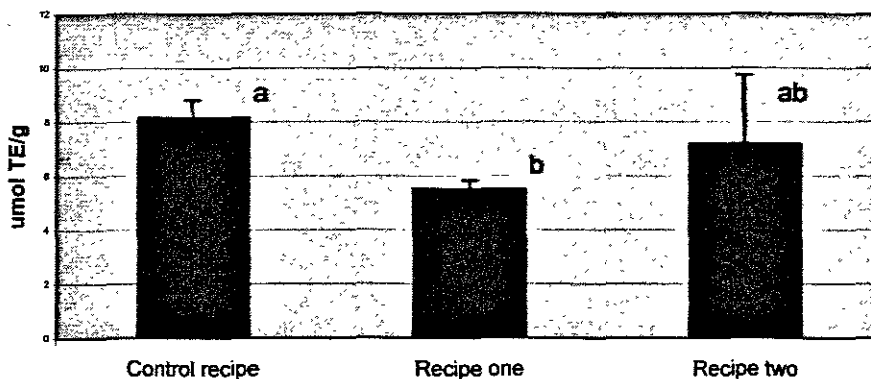 12
10
8
6
4
2
0
umol TE/g
a
b
ab
Control recipe
Recipe one
Recipe two